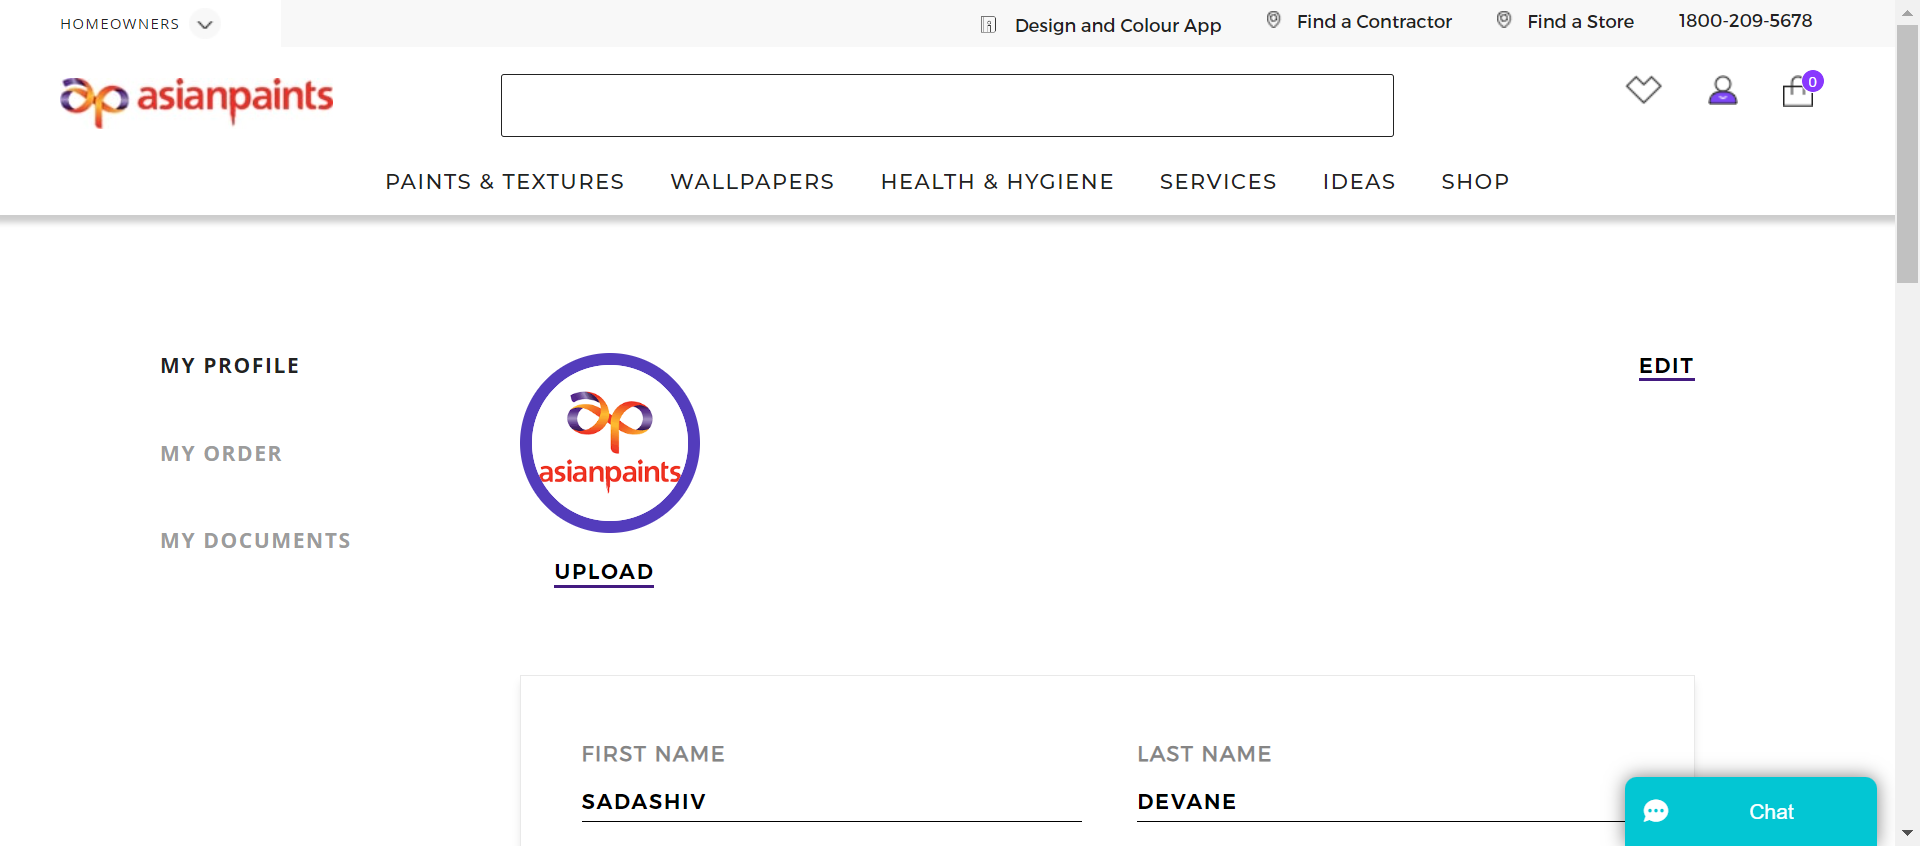 HOMEOWNERS
Design and Colour App
Find a Contractor
Find a Store
1800-209-5678
ap asianpaints
0
PAINTS & TEXTURES
WALLPAPERS
HEALTH & HYGIENE
SERVICES
IDEAS
SHOP
MY PROFILE
MY ORDER
MY DOCUMENTS
ap
asianpaints
UPLOAD
EDIT
FIRST NAME
SADASHIV
LAST NAME
DEVANE
Chat